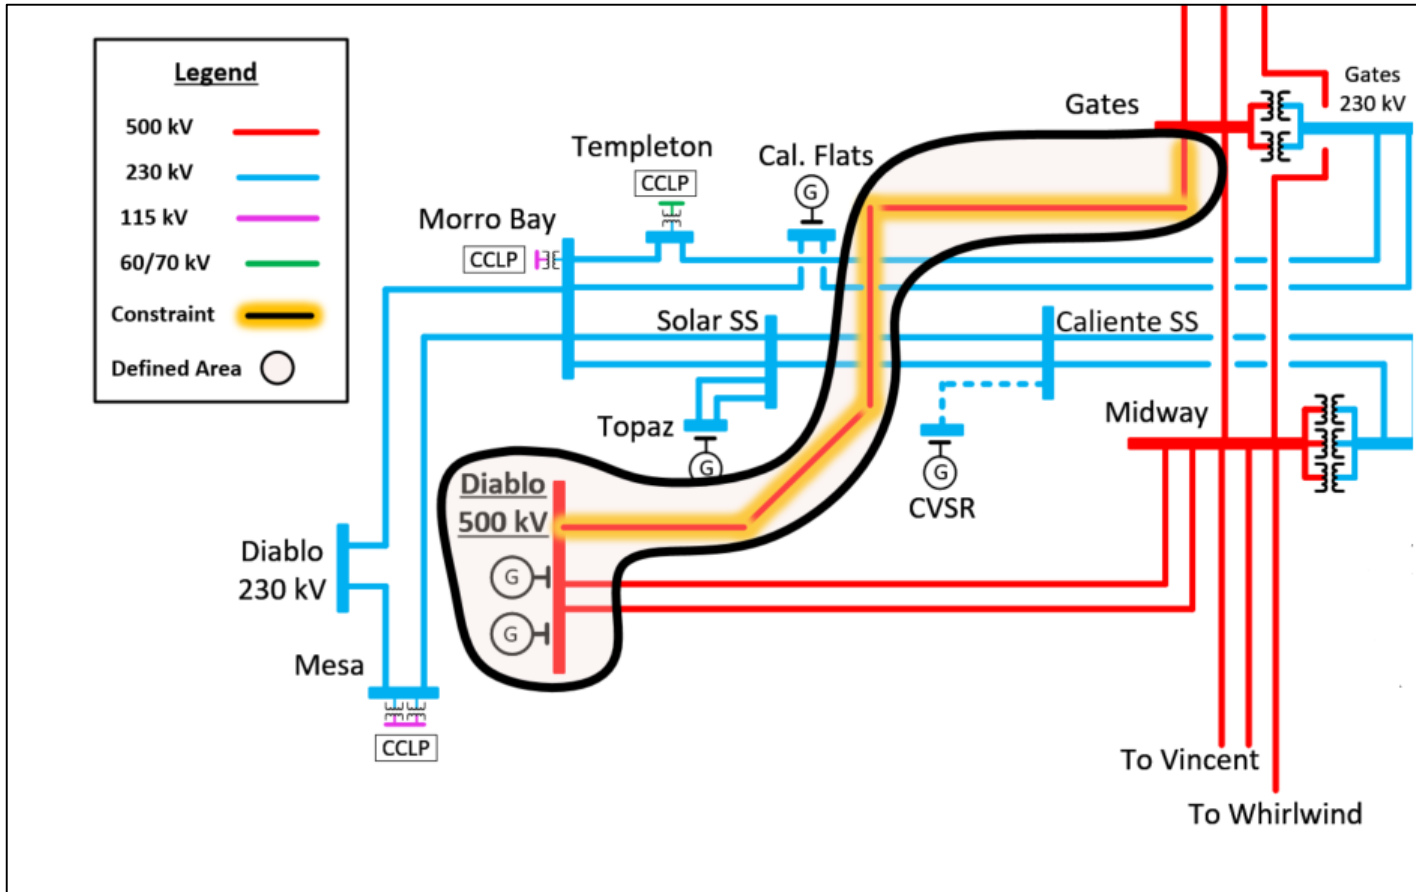 Legend
500 kV
230 kV
115 kV
60/70 kV
Constraint
Defined Area
Gates
230 kV
Gates
Templeton
CCLP
Cal. Flats
G
Morro Bay
CCLP
Solar SS
Caliente SS
Topaz
G
Midway
G
CVSR
Diablo
500 kV
G
G
Diablo
230 kV
Mesa
CCLP
To Vincent
To Whirlwind